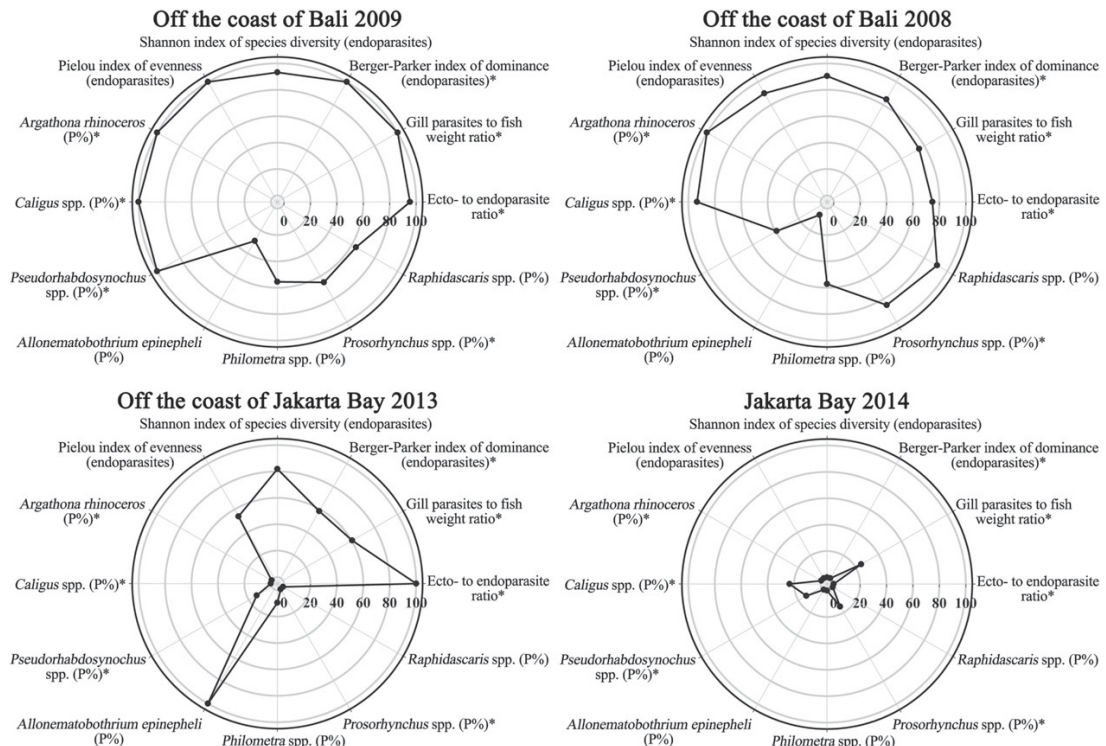 Off the coast of Bali 2009
Shannon index of species diversity (endoparasites)
Pielou index of evenness
(endoparasites)
Berger-Parker index of dominance
(endoparasites)*
Argathona rhinoceros
(P%)*
Gill parasites to fish
weight ratio*
Caligus spp. (P%)*
Ecto- to endoparasite
ratio*
0 20 40 60 80 100
Pseudorhabdosynochus
spp. (P%)*
Raphidascaris spp. (P%)
Allonematobothrium epinepheli
(P%)
Prosorhynchus spp. (P%)*
Philometra spp. (P%)
Off the coast of Bali 2008
Shannon index of species diversity (endoparasites)
Pielou index of evenness
(endoparasites)
Berger-Parker index of dominance
(endoparasites)*
Argathona rhinoceros
(P%)*
Gill parasites to fish
weight ratio*
Caligus spp. (P%)*
Ecto- to endoparasite
ratio*
0 20 40 60 80 100
Pseudorhabdosynochus
spp. (P%)*
Raphidascaris spp. (P%)
Allonematobothrium epinepheli
(P%)
Prosorhynchus spp. (P%)*
Philometra spp. (P%)
Off the coast of Jakarta Bay 2013
Shannon index of species diversity (endoparasites)
Pielou index of evenness
(endoparasites)
Berger-Parker index of dominance
(endoparasites)*
Argathona rhinoceros
(P%)*
Gill parasites to fish
weight ratio*
Caligus spp. (P%)*
Ecto- to endoparasite
ratio*
0 20 40 60 80 100
Pseudorhabdosynochus
spp. (P%)*
Raphidascaris spp. (P%)
Allonematobothrium epinepheli
(P%)
Prosorhynchus spp. (P%)*
Philometra spp. (P%)
Jakarta Bay 2014
Shannon index of species diversity (endoparasites)
Pielou index of evenness
(endoparasites)
Berger-Parker index of dominance
(endoparasites)*
Argathona rhinoceros
(P%)*
Gill parasites to fish
weight ratio*
Caligus spp. (P%)*
Ecto- to endoparasite
ratio*
0 20 40 60 80 100
Pseudorhabdosynochus
spp. (P%)*
Raphidascaris spp. (P%)
Allonematobothrium epinepheli
(P%)
Prosorhynchus spp. (P%)*
Philometra spp. (P%)